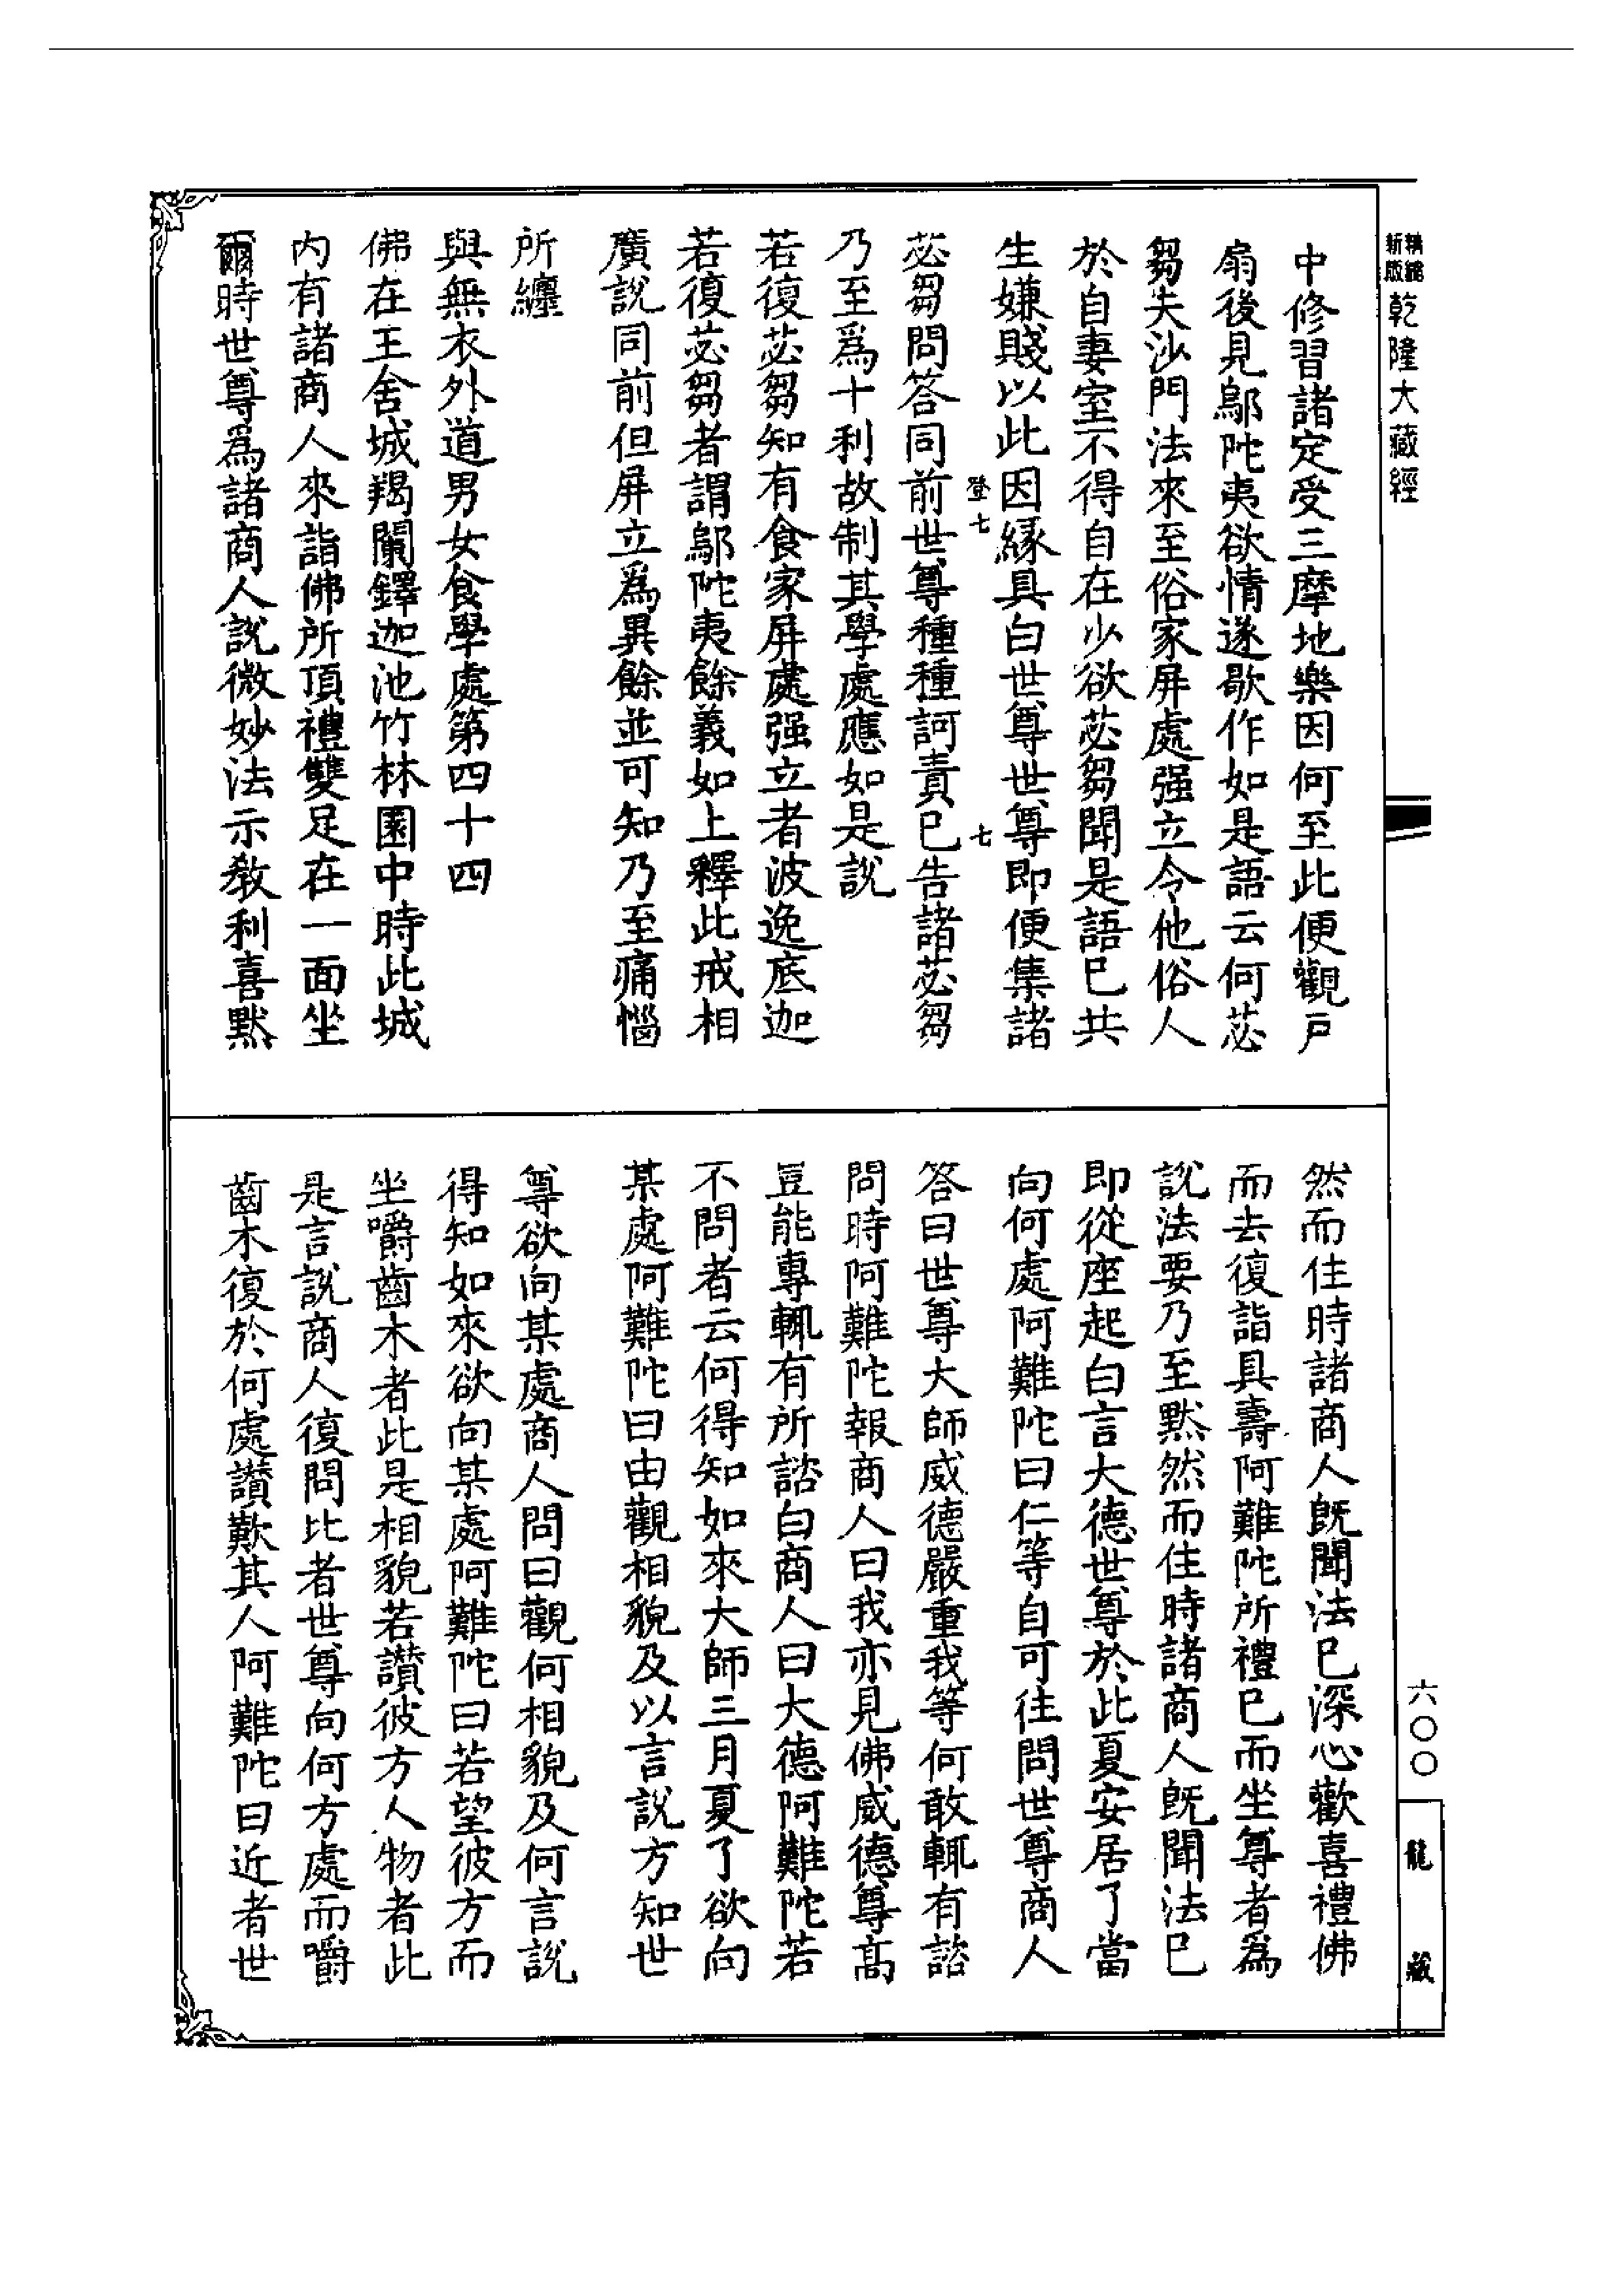 精縮
新版
乾隆大藏經
中修習諸定受三摩地樂因何至此便觀戶
扇後見鄔陀夷欲情遂歇作如是語云何苾
芻失沙門法來至俗家屏處强立令他俗人
於自妻室不得自在少欲苾芻聞是語已共
生嫌賤以此因緣具白世尊世尊即便集諸
登七 七
苾芻問答同前世尊種種訶責已告諸苾芻
乃至爲十利故制其學處應如是說
若復苾芻知有食家屏處强立者波逸底迦
若復苾芻者謂鄔陀夷餘義如上釋此戒相
廣說同前但屏立爲異餘並可知乃至痛惱
所纏
與無衣外道男女食學處第四十四
佛在王舍城羯闌鐸迦池竹林園中時此城
內有諸商人來詣佛所頂禮雙足在一面坐
爾時世尊爲諸商人說微妙法示教利喜黙
然而住時諸商人旣聞法已深心歡喜禮佛
而去復詣具壽阿難陀所禮已而坐尊者爲
說法要乃至黙然而住時諸商人旣聞法已
即從座起白言大德世尊於此夏安居了當
向何處阿難陀曰仁等自可往問世尊商人
答曰世尊大師威德嚴重我等何敢輒有諮
問時阿難陀報商人曰我亦見佛威德尊高
豈能專輒有所諮白商人曰大德阿難陀若
不問者云何得知如來大師三月夏了欲向
某處阿難陀曰由觀相貌及以言說方知世
尊欲向某處商人問曰觀何相貌及何言說
得知如來欲向某處阿難陀曰若望彼方而
坐嚼齒木者此是相貌若讚彼方人物者此
是言說商人復問比者世尊向何方處而嚼
齒木復於何處讚歎其人阿難陀曰近者世
六〇〇
龍藏